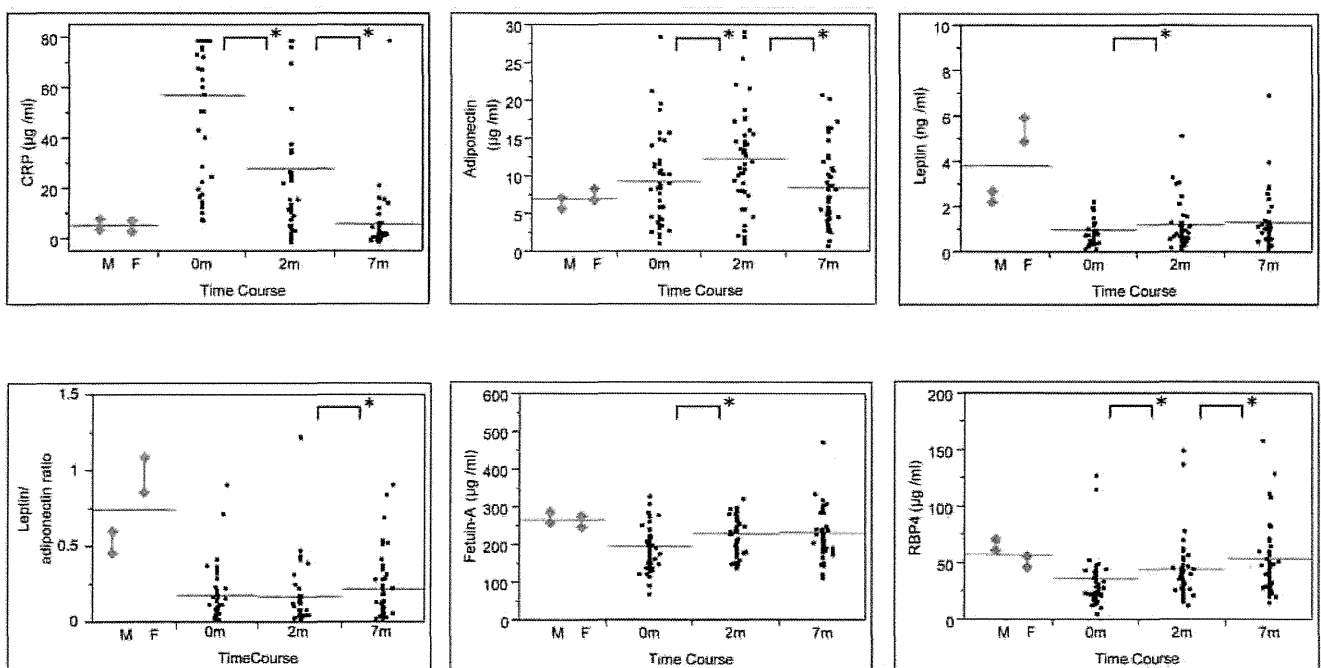 CRP (µg /ml)
80
60
40
20
0
* *
M F 0m 2m 7m
Time Course
Adiponectin
(µg /ml)
30
25
20
15
10
5
0
* *
M F 0m 2m 7m
Time Course
Leptin (ng /ml)
10
8
6
4
2
0
*
M F 0m 2m 7m
Time Course
Leptin/
adiponectin ratio
1.5
1
0.5
0
*
M F 0m 2m 7m
TimeCourse
Fetuin-A (µg /ml)
600
500
400
300
200
100
0
*
M F 0m 2m 7m
Time Course
RBP4 (µg /ml)
200
150
100
50
0
* *
M F 0m 2m 7m
Time Course